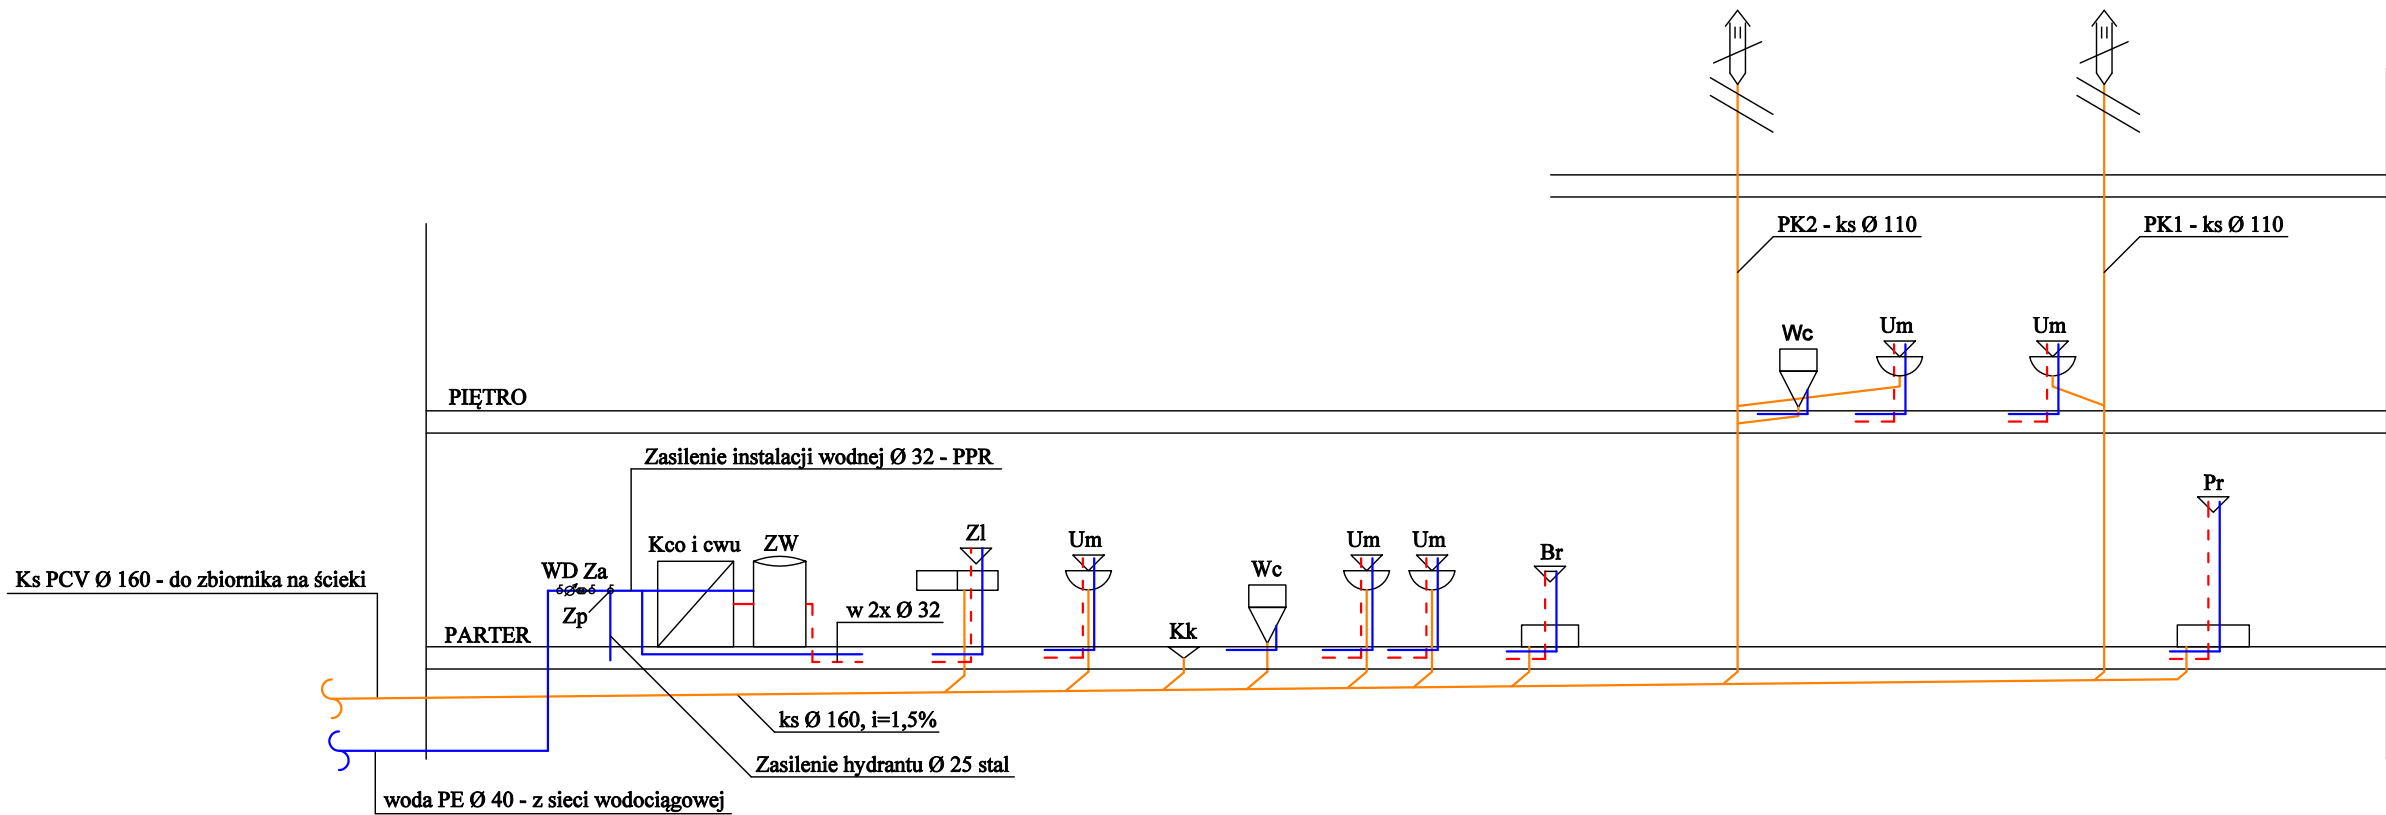 PK2 - ks Ø 110
PK1 - ks Ø 110
Wc
Um
Um
PIĘTRO
Zasilenie instalacji wodnej Ø 32 - PPR
Pr
Kco i cwu
ZW
Zl
Um
Um
Um
Br
Ks PCV Ø 160 - do zbiornika na ścieki
WD Za
Wc
Zp
w 2x Ø 32
PARTER
Kk
ks Ø 160, i=1,5%
Zasilenie hydrantu Ø 25 stal
woda PE Ø 40 - z sieci wodociągowej